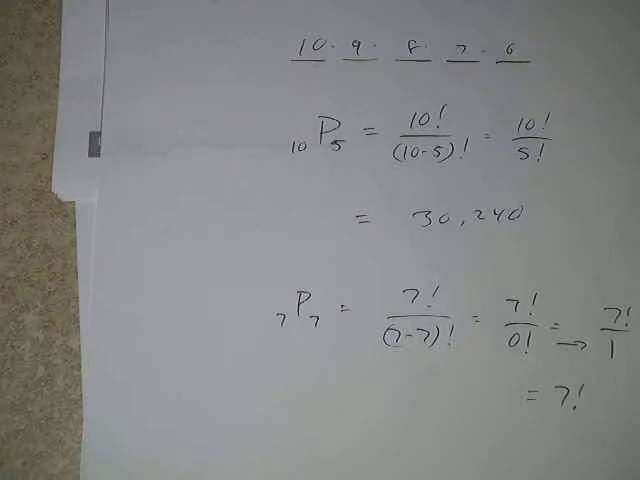 10 · 9 · 8 · 7 · 6
₁₀P₅ = 10!/(10-5)! = 10!/5!
= 30,240
₇P₇ = 7!/(7-7)! = 7!/0! = → 7!/1
= 7!